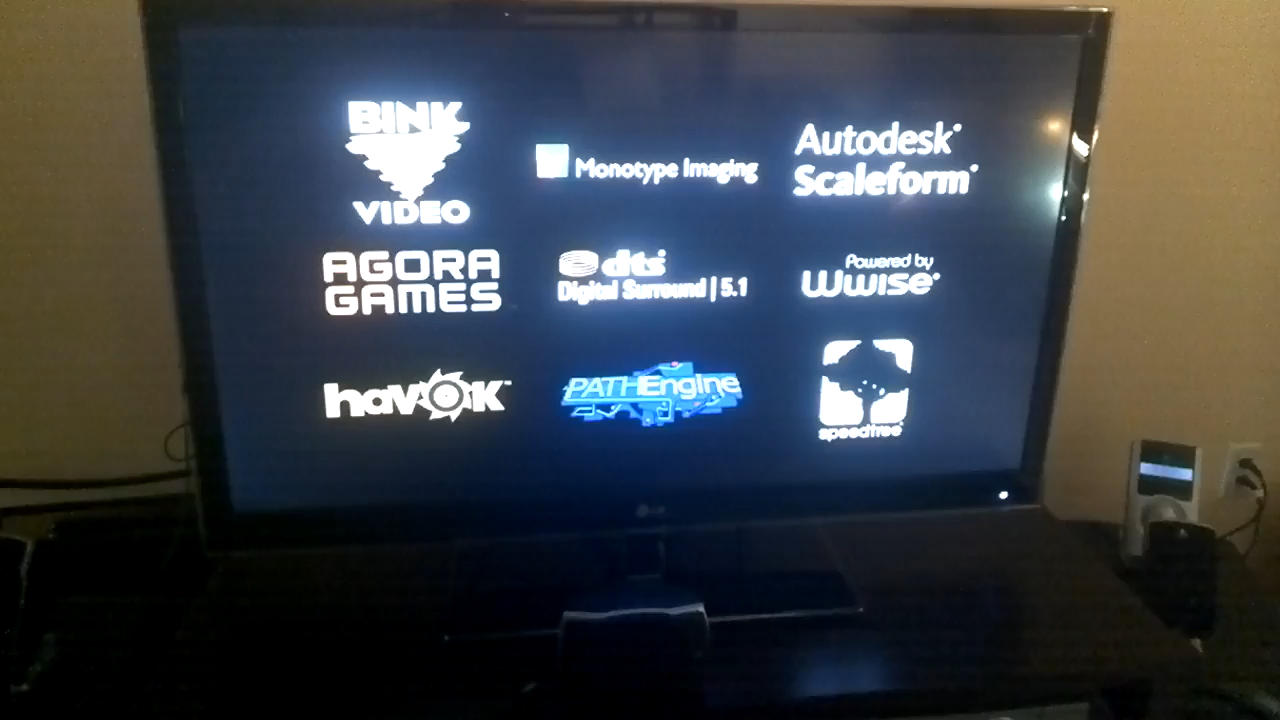 BINK
VIDEO
Monotype Imaging
Autodesk
Scaleform
AGORA
GAMES
dts
Digital Surround | 5.1
Powered by
Wwise
havok
PATHEngine
speedtree
LG